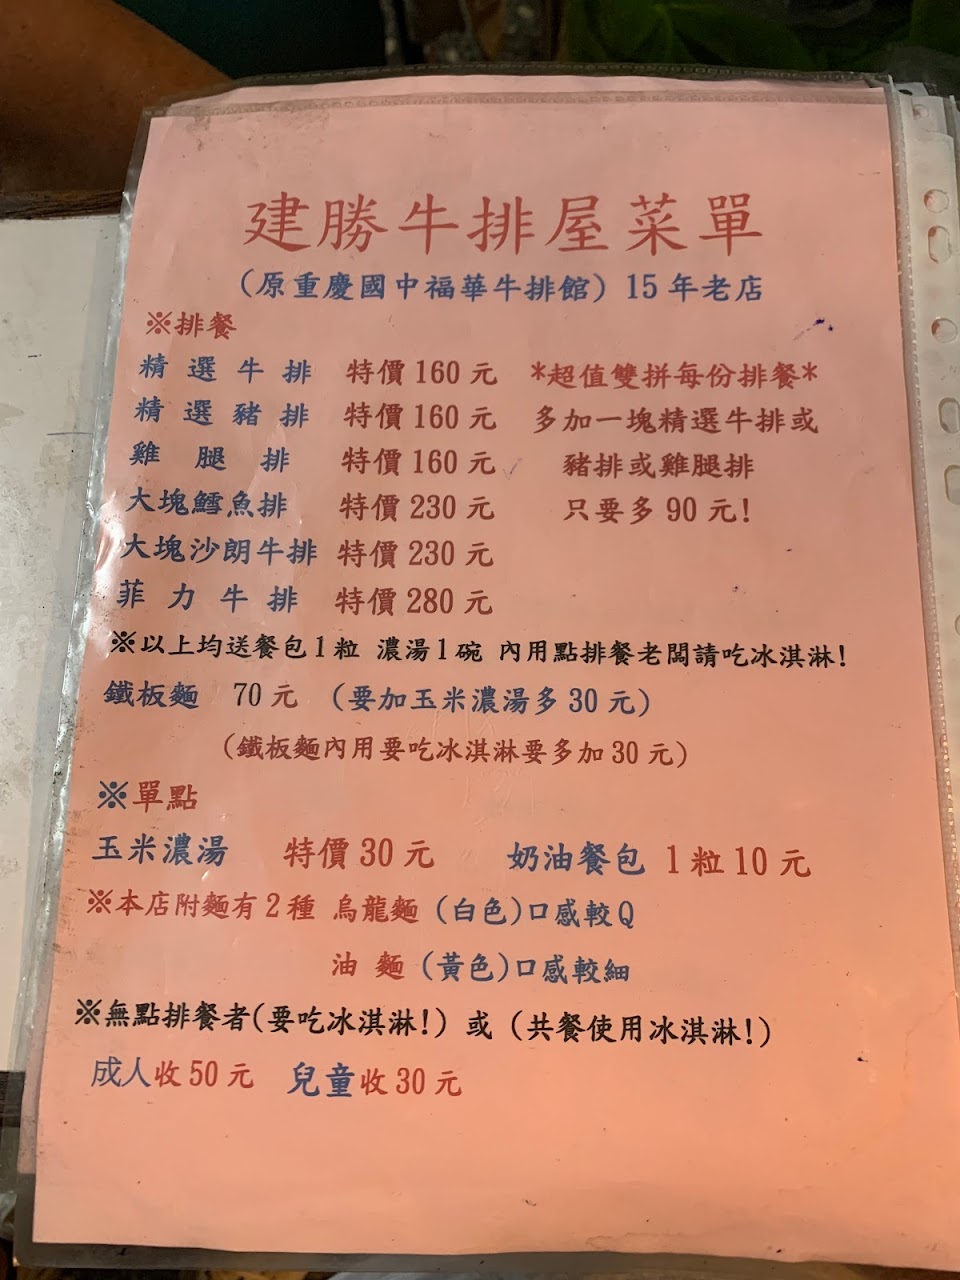 建勝牛排屋菜單
(原重慶國中福華牛排館) 15年老店
※排餐
精選牛排 特價160元 *超值雙拼每份排餐*
精選豬排 特價160元 多加一塊精選牛排或
雞腿排 特價160元 豬排或雞腿排
大塊鱈魚排 特價230元 只要多90元!
大塊沙朗牛排 特價230元
菲力牛排 特價280元
※以上均送餐包1粒 濃湯1碗 內用點排餐老闆請吃冰淇淋!
鐵板麵 70元 (要加玉米濃湯多30元)
(鐵板麵內用要吃冰淇淋要多加30元)
※單點
玉米濃湯 特價30元 奶油餐包 1粒10元
※本店附麵有2種 烏龍麵 (白色)口感較Q
油麵 (黃色)口感較細
※無點排餐者(要吃冰淇淋!) 或 (共餐使用冰淇淋!)
成人收50元 兒童收30元